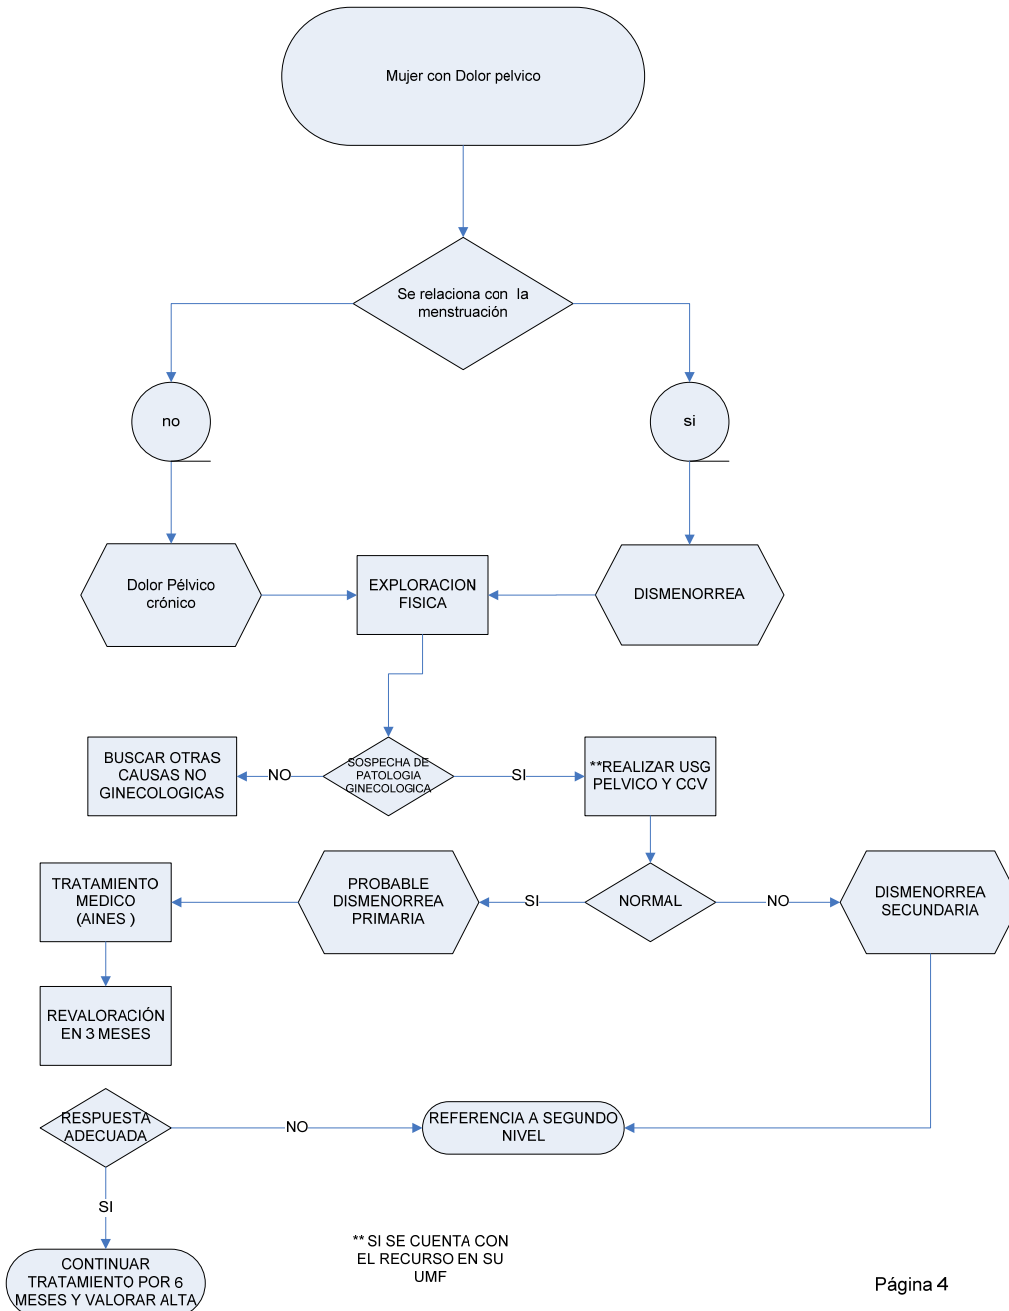 Mujer con Dolor pelvico
Se relaciona con la
menstruación
no
si
Dolor Pélvico
crónico
EXPLORACION
FISICA
DISMENORREA
BUSCAR OTRAS
CAUSAS NO
GINECOLOGICAS
NO
SOSPECHA DE
PATOLOGIA
GINECOLOGICA
SI
**REALIZAR USG
PELVICO Y CCV
TRATAMIENTO
MEDICO
(AINES )
PROBABLE
DISMENORREA
PRIMARIA
SI
NORMAL
NO
DISMENORREA
SECUNDARIA
REVALORACIÓN
EN 3 MESES
RESPUESTA
ADECUADA
NO
REFERENCIA A SEGUNDO
NIVEL
SI
CONTINUAR
TRATAMIENTO POR 6
MESES Y VALORAR ALTA
** SI SE CUENTA CON
EL RECURSO EN SU
UMF
Página 4